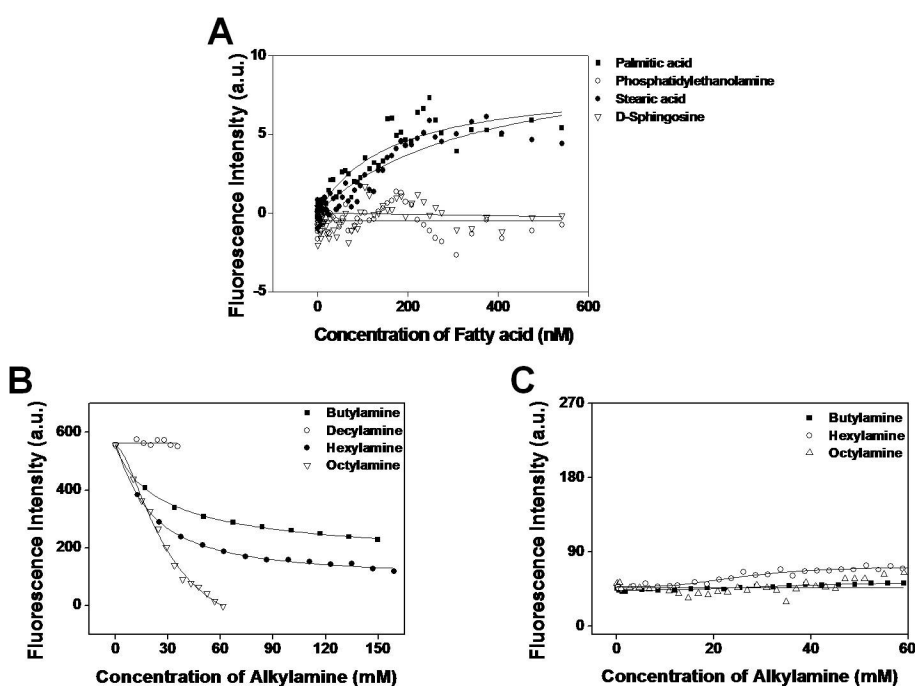 A
10
5
0
-5
0
200
400
600
Fluorescence Intensity (a.u.)
Concentration of Fatty acid (nM)
Palmitic acid
Phosphatidylethanolamine
Stearic acid
D-Sphingosine
B
600
400
200
0
0
30
60
90
120
150
Fluorescence Intensity (a.u.)
Concentration of Alkylamine (mM)
Butylamine
Decylamine
Hexylamine
Octylamine
C
270
180
90
0
0
20
40
60
Fluorescence Intensity (a.u.)
Concentration of Alkylamine (mM)
Butylamine
Hexylamine
Octylamine